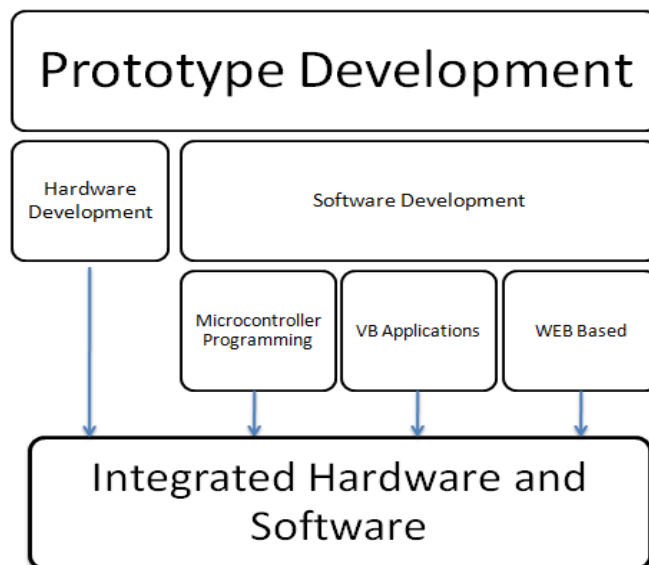 Prototype Development
Hardware
Development
Software Development
Microcontroller
Programming
VB Applications
WEB Based
Integrated Hardware and
Software